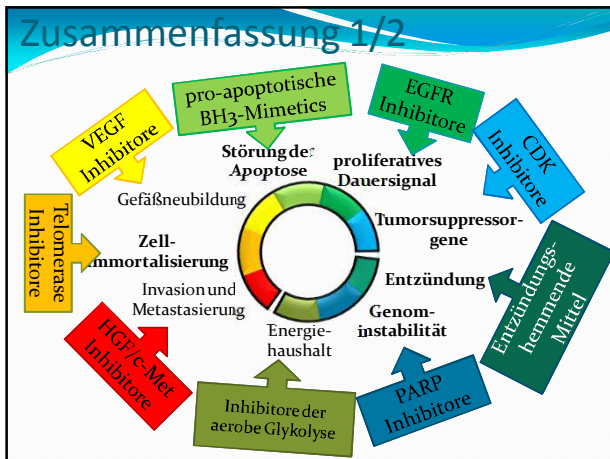 Zusammenfassung 1/2
pro-apoptotische
BH3-Mimetics
EGFR
Inhibitore
VEGF
Inhibitore
CDK
Inhibitore
Störung der
Apoptose
proliferatives
Dauersignal
Gefäßneubildung
Tumorsuppressor-
gene
Telomerase
Inhibitore
Zell-
immortalisierung
Entzündung
Entzündungs-
hemmende
Mittel
Invasion und
Metastasierung
Genom-
instabilität
Energie-
haushalt
HGF/c-Met
Inhibitore
Inhibitore der
aerobe Glykolyse
PARP
Inhibitore